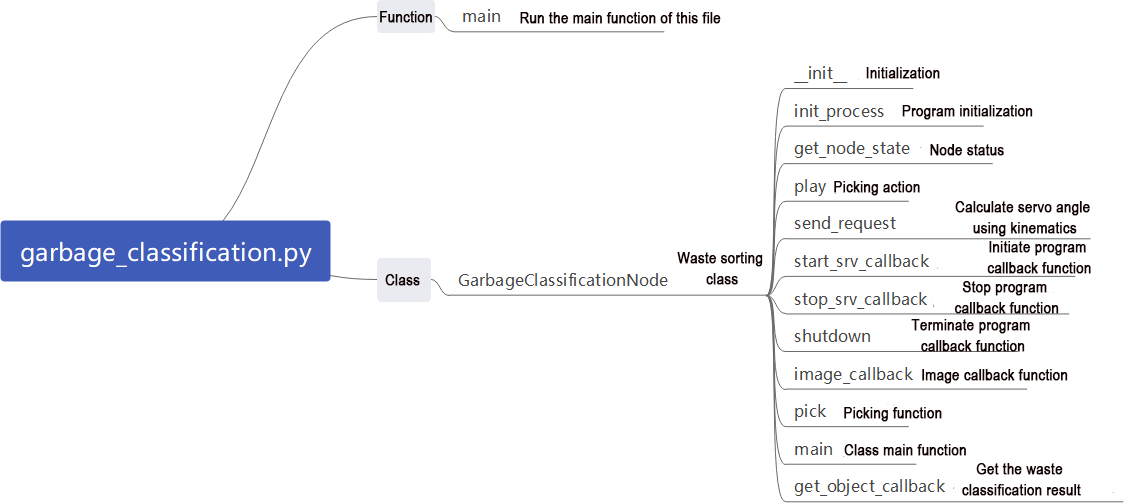 Function
main Run the main function of this file
garbage_classification.py
Class
GarbageClassificationNode
Waste sorting
class
__init__ Initialization
init_process Program initialization
get_node_state Node status
play Picking action
send_request
Calculate servo angle
using kinematics
start_srv_callback
Initiate program
callback function
stop_srv_callback
Stop program
callback function
shutdown
Terminate program
callback function
image_callback Image callback function
pick Picking function
main Class main function
get_object_callback
Get the waste
classification result